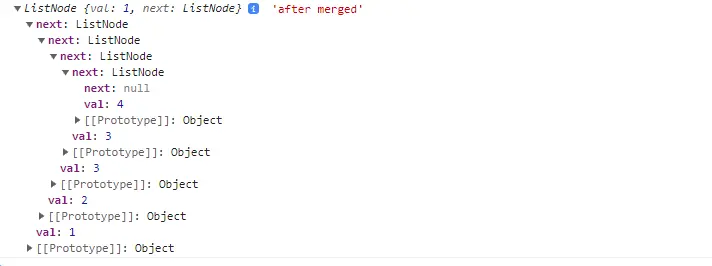 ListNode {val: 1, next: ListNode} i 'after merged'
next: ListNode
next: ListNode
next: ListNode
next: ListNode
next: null
val: 4
[[Prototype]]: Object
val: 3
[[Prototype]]: Object
val: 3
[[Prototype]]: Object
val: 2
[[Prototype]]: Object
val: 1
[[Prototype]]: Object